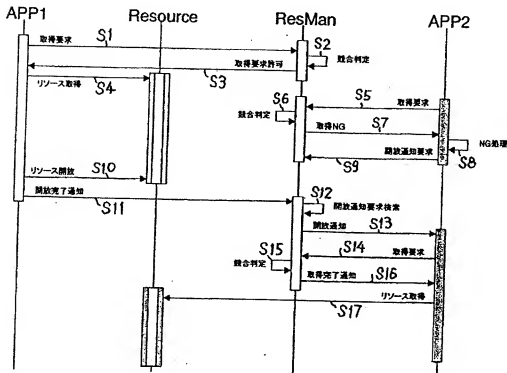 APP1 Resource ResMan APP2
取得要求 S1
S2
競合判定
S3
取得要求許可
S4
リソース取得
S5
取得要求
S6
競合判定
S7
取得NG
S8
NG処理
S9
開放通知要求
S10
リソース開放
S11
開放完了通知
S12
開放通知要求検索
S13
開放通知
S14
取得要求
S15
競合判定
S16
取得完了通知
S17
リソース取得